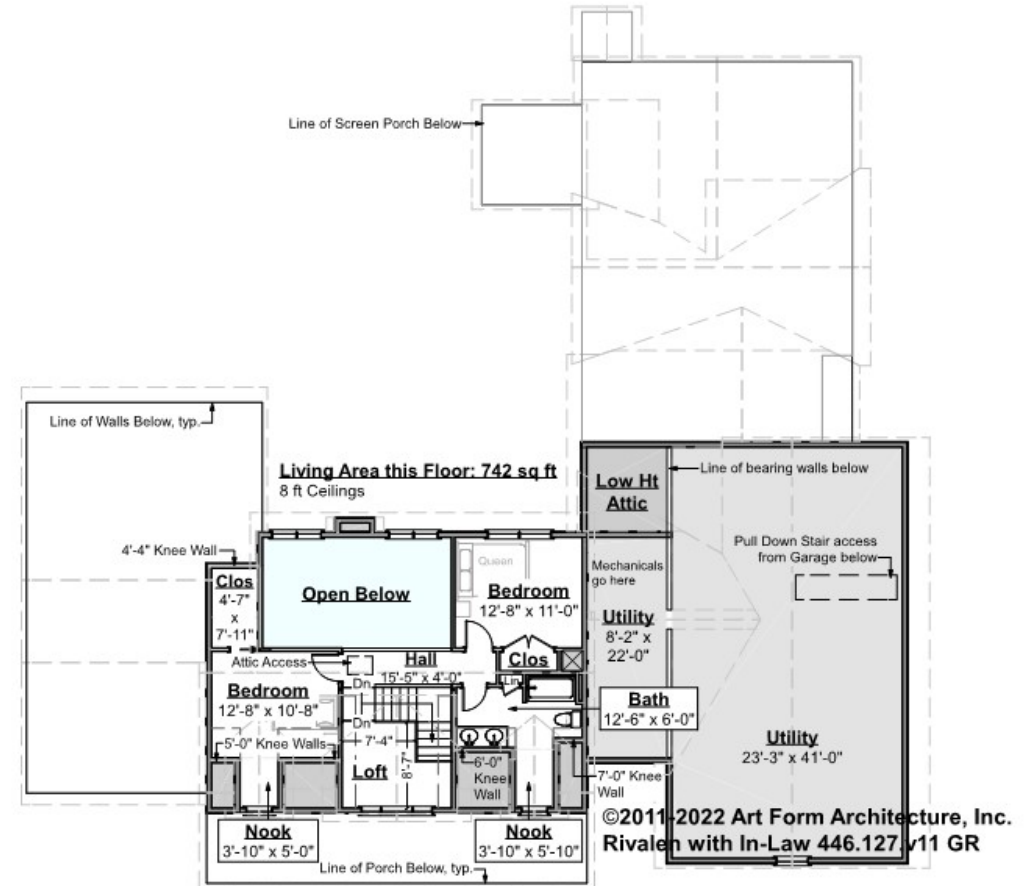 Line of Screen Porch Below
Line of Walls Below, typ.
Living Area this Floor: 742 sq ft
8 ft Ceilings
Low Ht
Attic
Line of bearing walls below
Pull Down Stair access
from Garage below
4'-4" Knee Wall
Clos
4'-7"
x
7'-11"
Open Below
Queen
Bedroom
12'-8" x 11'-0"
Mechanicals
go here
Utility
8'-2" x
22'-0"
Attic Access
Hall
15'-5" x 4'-0"
Clos
Lin
Dn
Bedroom
12'-8" x 10'-8"
Dn
7'-4"
Bath
12'-6" x 6'-0"
5'-0" Knee Walls
Loft
8'-7"
6'-0"
Knee
Wall
7'-0" Knee
Wall
Utility
23'-3" x 41'-0"
Nook
3'-10" x 5'-0"
Nook
3'-10" x 5'-10"
Line of Porch Below, typ.
©2011-2022 Art Form Architecture, Inc.
Rivalen with In-Law 446.127.v11 GR